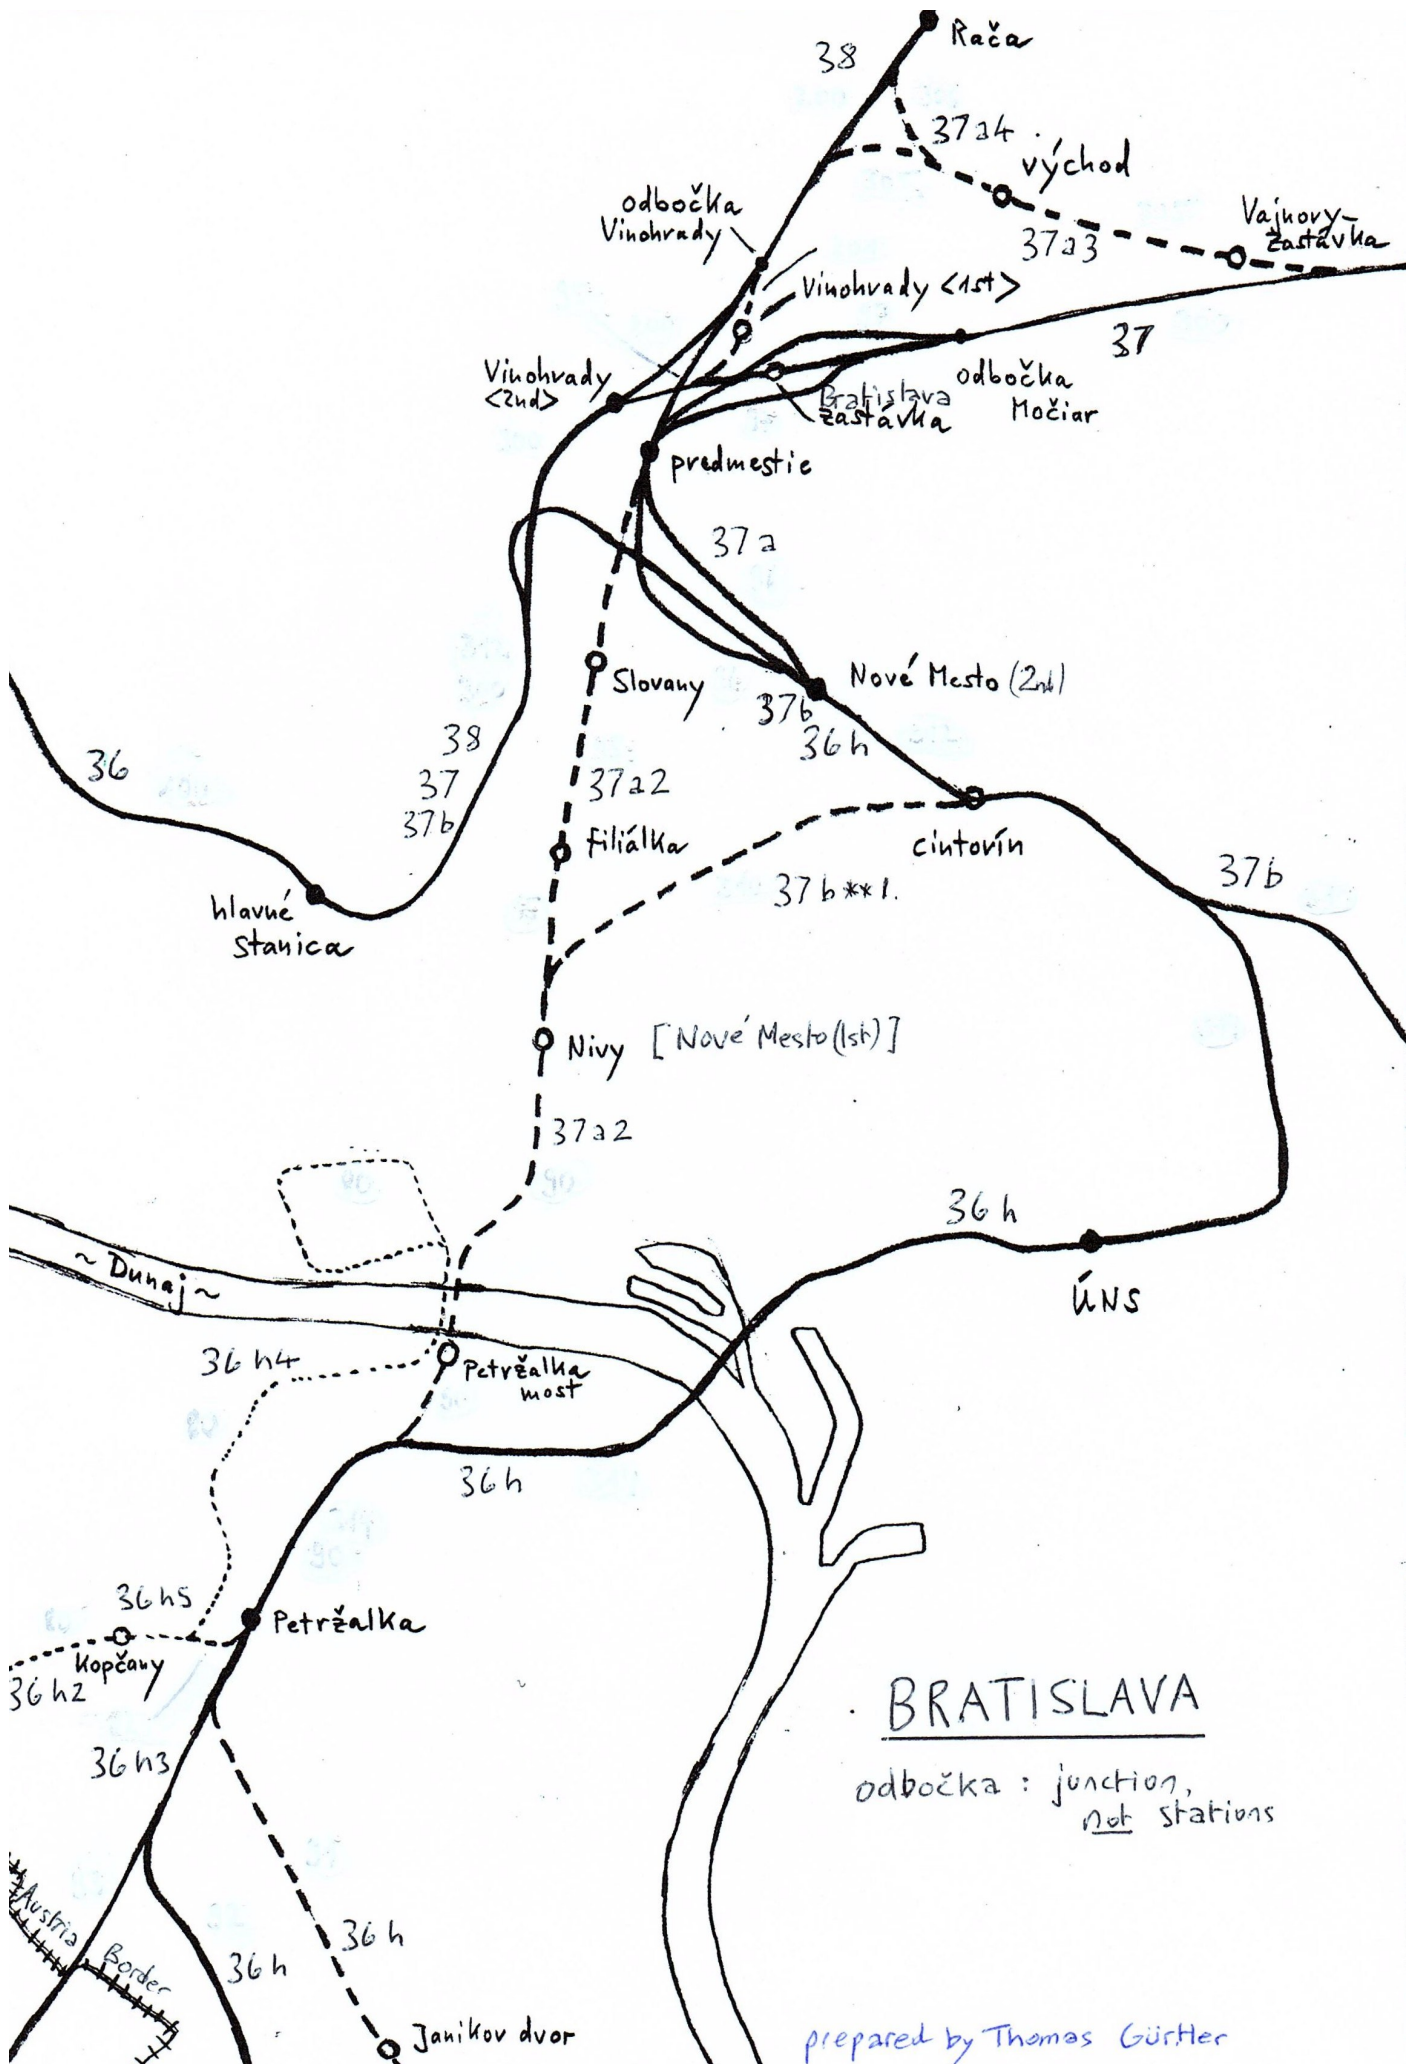 Rača
38
37a4
východ
odbočka
Vinohrady
Vajnory-
zastávka
37a3
Vinohrady <1st>
37
Vinohrady
<2nd>
odbočka
Močiar
Bratislava
zastávka
predmestie
37a
Nové Mesto (2nd)
Slovany
37b
36h
36
38
37
37b
37a2
filiálka
cintorín
37b
37b**1.
hlavné
stanica
Nivy [Nové Mesto (1st)]
37a2
36h
~ Dunaj ~
ÚNS
36h4
Petržalka
most
36h
36h5
Petržalka
Kopčany
36h2
BRATISLAVA
36h3
odbočka : junction,
not stations
Austria
Border
36h
36h
Janikov dvor
prepared by Thomas Gürtler